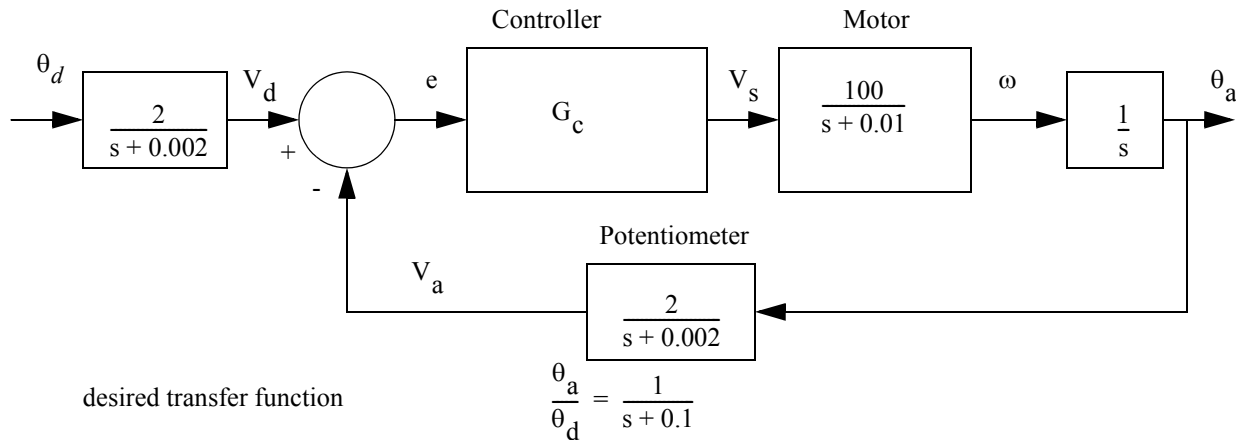 Controller
Motor
θd
Vd
e
Vs
ω
θa
2
s + 0.002
+
-
Gc
100
s + 0.01
1
s
Potentiometer
Va
2
s + 0.002
desired transfer function
θa
θd
=
1
s + 0.1